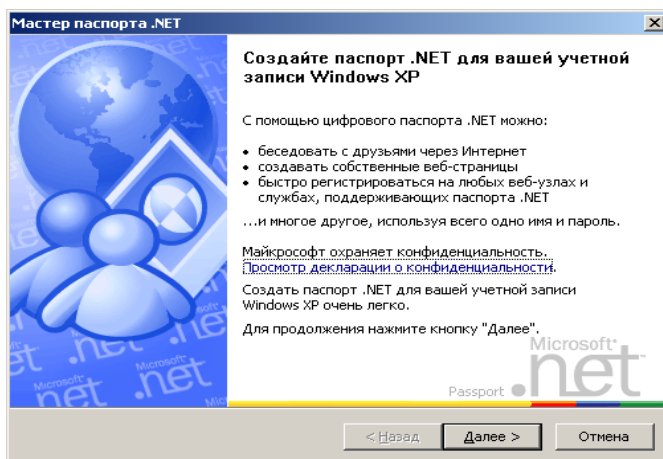 Мастер паспорта .NET
Создайте паспорт .NET для вашей учетной
записи Windows XP
С помощью цифрового паспорта .NET можно:
• беседовать с друзьями через Интернет
• создавать собственные веб-страницы
• быстро регистрироваться на любых веб-узлах и
службах, поддерживающих паспорта .NET
...и многое другое, используя всего одно имя и пароль.
Майкрософт охраняет конфиденциальность.
Просмотр декларации о конфиденциальности.
Создать паспорт .NET для вашей учетной записи
Windows XP очень легко.
Для продолжения нажмите кнопку "Далее".
Microsoft
Passport .net
< Назад
Далее >
Отмена